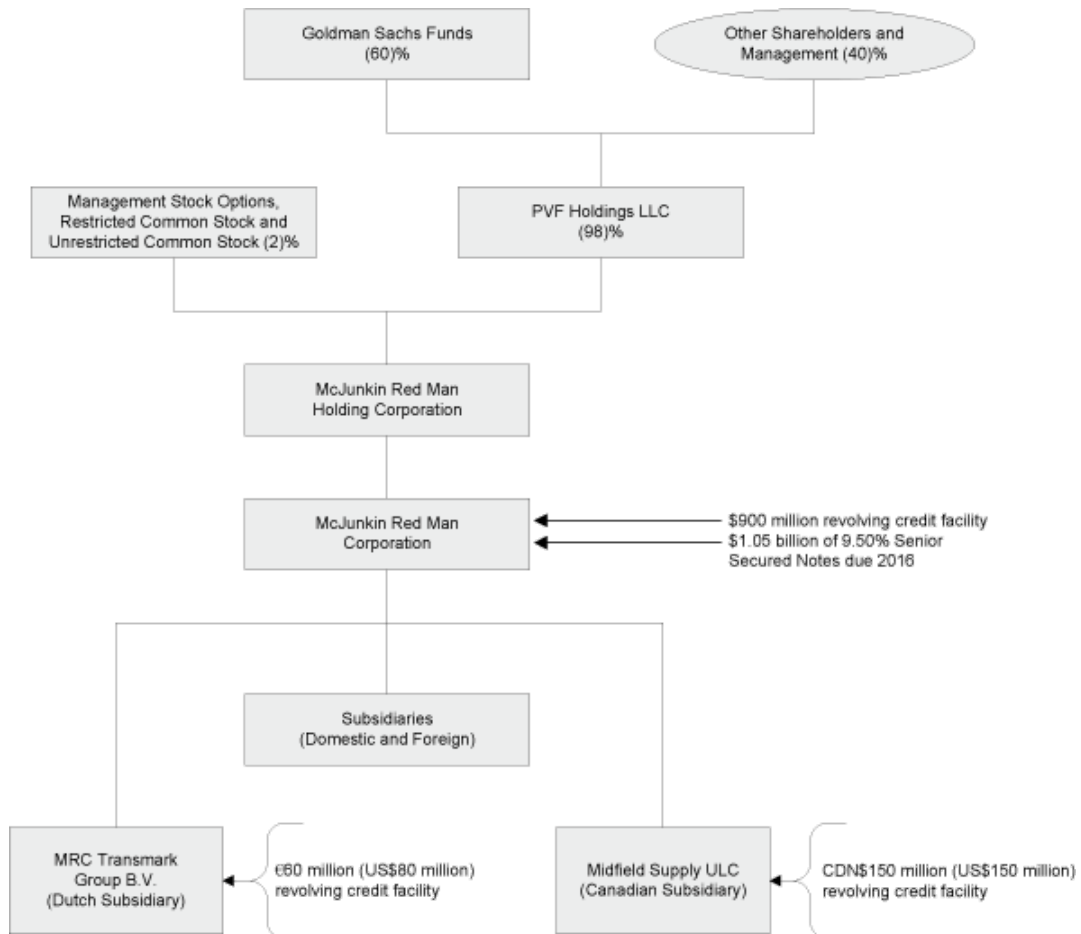 Goldman Sachs Funds
(60)%
Other Shareholders and
Management (40)%
Management Stock Options,
Restricted Common Stock and
Unrestricted Common Stock (2)%
PVF Holdings LLC
(98)%
McJunkin Red Man
Holding Corporation
McJunkin Red Man
Corporation
$900 million revolving credit facility
$1.05 billion of 9.50% Senior
Secured Notes due 2016
Subsidiaries
(Domestic and Foreign)
MRC Transmark
Group B.V.
(Dutch Subsidiary)
€60 million (US$80 million)
revolving credit facility
Midfield Supply ULC
(Canadian Subsidiary)
CDN$150 million (US$150 million)
revolving credit facility